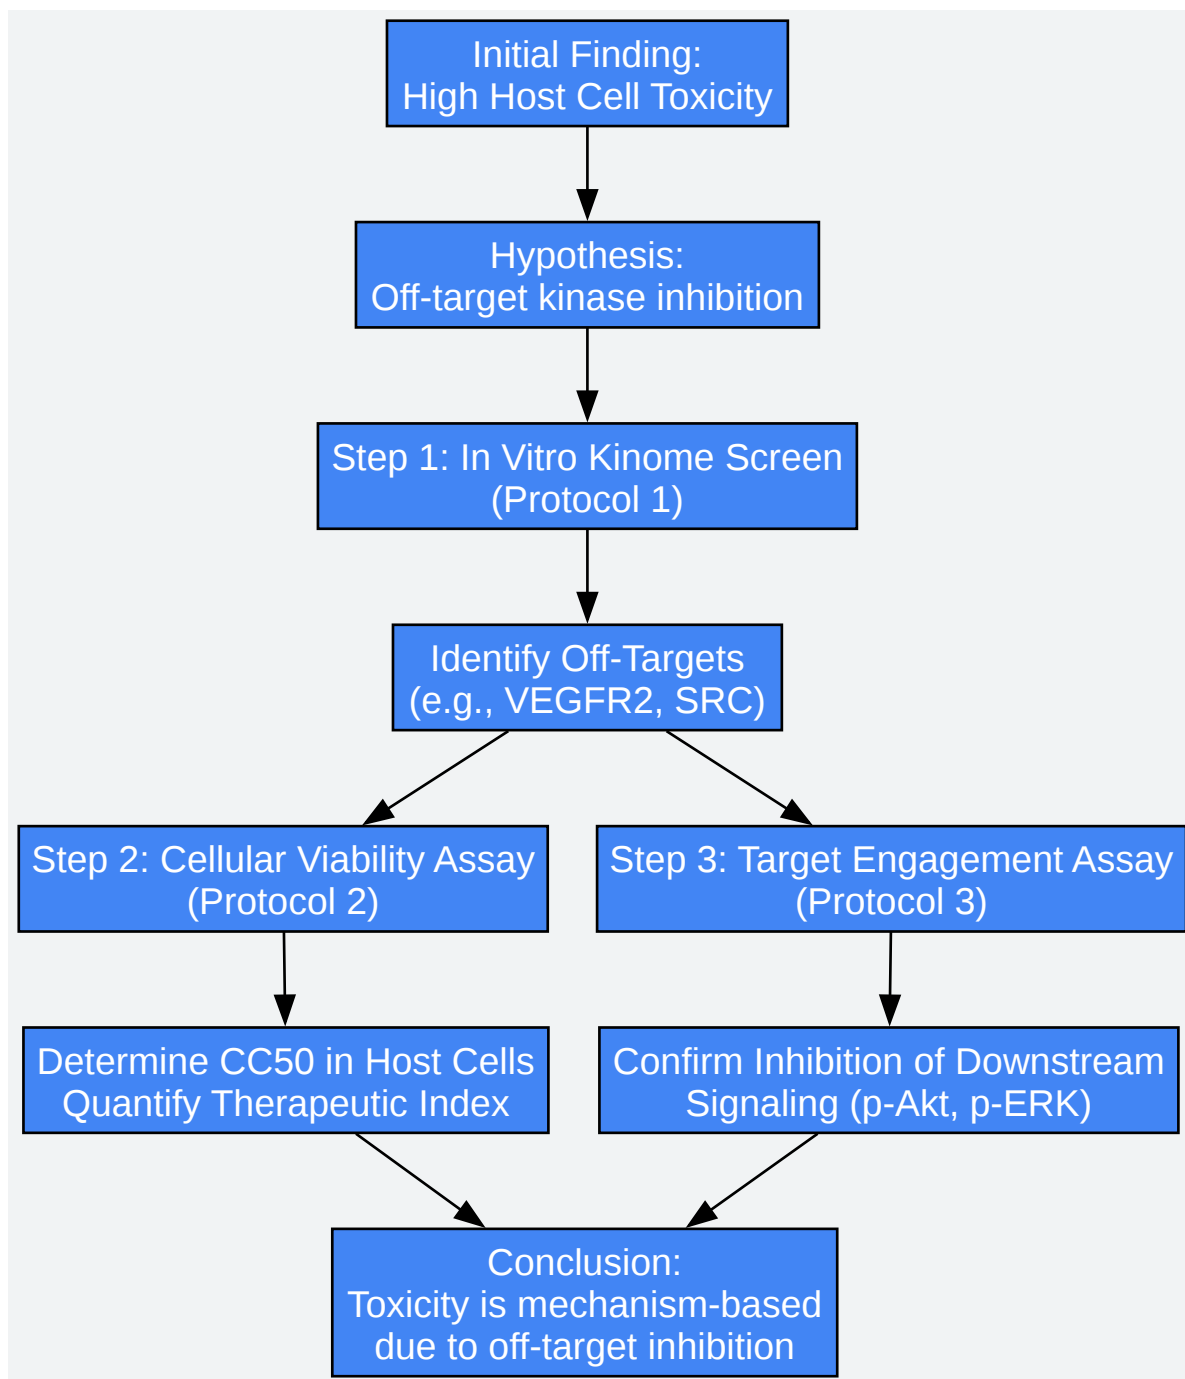 Initial Finding:
High Host Cell Toxicity
Hypothesis:
Off-target kinase inhibition
Step 1: In Vitro Kinome Screen
(Protocol 1)
Identify Off-Targets
(e.g., VEGFR2, SRC)
Step 2: Cellular Viability Assay
(Protocol 2)
Step 3: Target Engagement Assay
(Protocol 3)
Determine CC50 in Host Cells
Quantify Therapeutic Index
Confirm Inhibition of Downstream
Signaling (p-Akt, p-ERK)
Conclusion:
Toxicity is mechanism-based
due to off-target inhibition